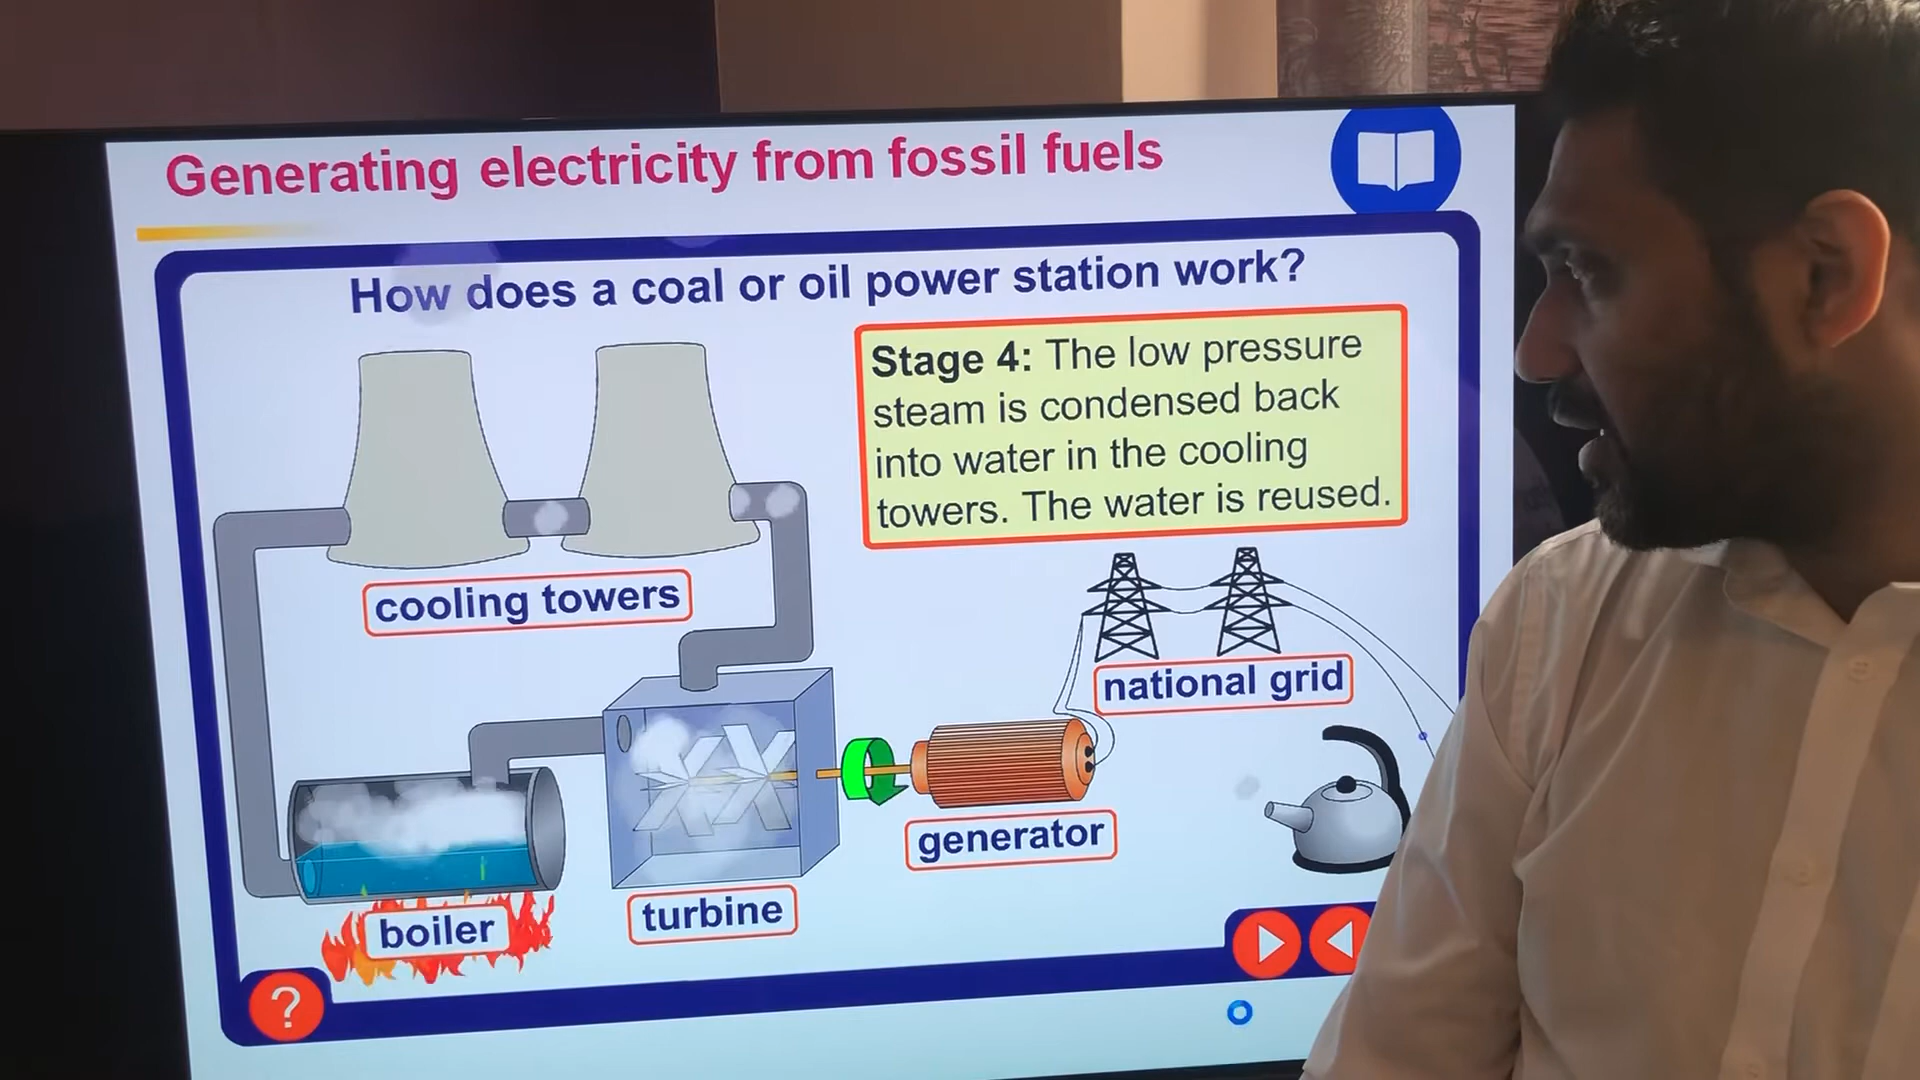 Generating electricity from fossil fuels
How does a coal or oil power station work?
Stage 4: The low pressure
steam is condensed back
into water in the cooling
towers. The water is reused.
cooling towers
national grid
generator
turbine
boiler
?